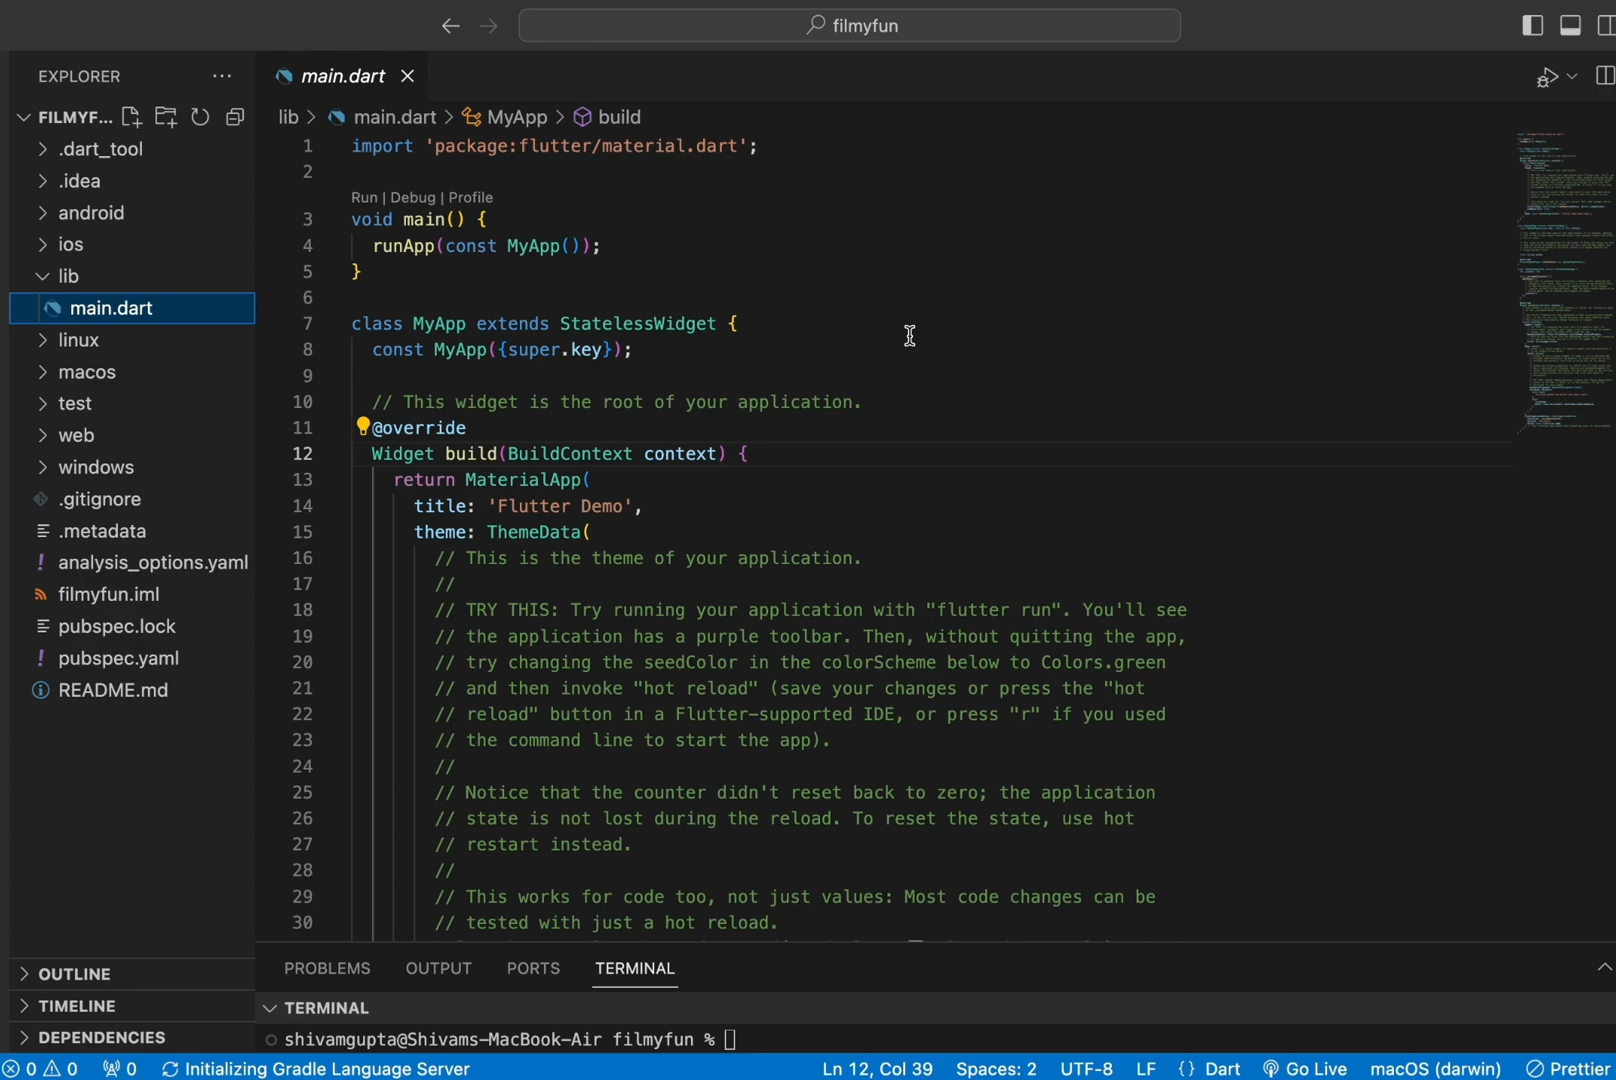 filmyfun
EXPLORER
main.dart
FILMYF...
lib > main.dart > MyApp > build
.dart_tool
.idea
android
ios
lib
main.dart
linux
macos
test
web
windows
.gitignore
.metadata
analysis_options.yaml
filmyfun.iml
pubspec.lock
pubspec.yaml
README.md
OUTLINE
TIMELINE
DEPENDENCIES
1 import 'package:flutter/material.dart';
2
Run | Debug | Profile
3 void main() {
4 runApp(const MyApp());
5 }
6
7 class MyApp extends StatelessWidget {
8 const MyApp({super.key});
9
10 // This widget is the root of your application.
11 @override
12 Widget build(BuildContext context) {
13 return MaterialApp(
14 title: 'Flutter Demo',
15 theme: ThemeData(
16 // This is the theme of your application.
17 //
18 // TRY THIS: Try running your application with "flutter run". You'll see
19 // the application has a purple toolbar. Then, without quitting the app,
20 // try changing the seedColor in the colorScheme below to Colors.green
21 // and then invoke "hot reload" (save your changes or press the "hot
22 // reload" button in a Flutter-supported IDE, or press "r" if you used
23 // the command line to start the app).
24 //
25 // Notice that the counter didn't reset back to zero; the application
26 // state is not lost during the reload. To reset the state, use hot
27 // restart instead.
28 //
29 // This works for code too, not just values: Most code changes can be
30 // tested with just a hot reload.
PROBLEMS OUTPUT PORTS TERMINAL
TERMINAL
shivamgupta@Shivams-MacBook-Air filmyfun %
0 0 0 Initializing Gradle Language Server Ln 12, Col 39 Spaces: 2 UTF-8 LF {} Dart Go Live macOS (darwin) Prettier